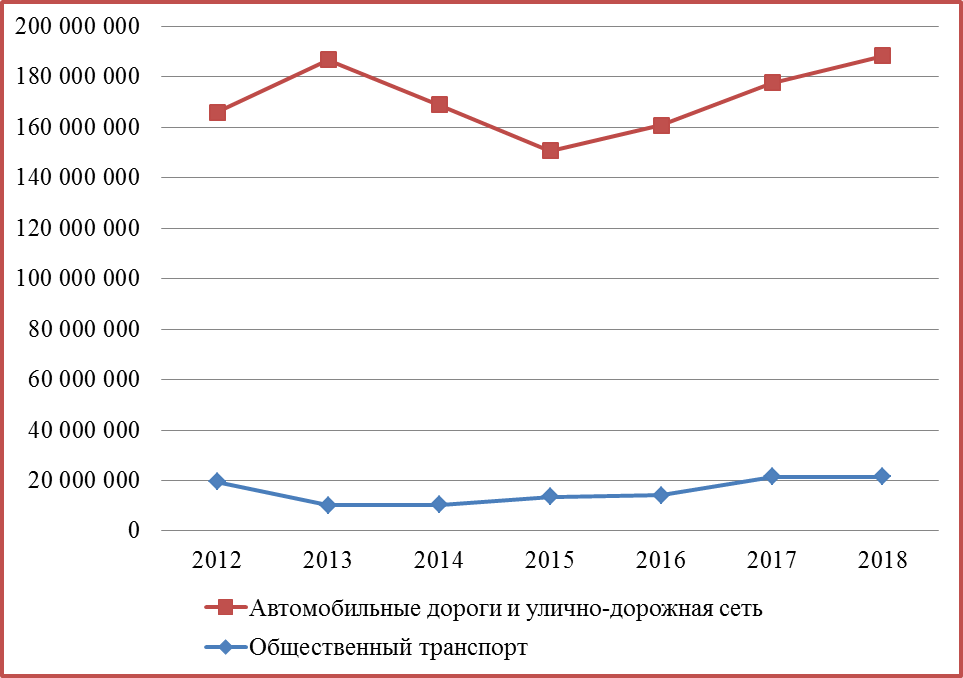 200 000 000
180 000 000
160 000 000
140 000 000
120 000 000
100 000 000
80 000 000
60 000 000
40 000 000
20 000 000
0
2012 2013 2014 2015 2016 2017 2018
Автомобильные дороги и улично-дорожная сеть
Общественный транспорт